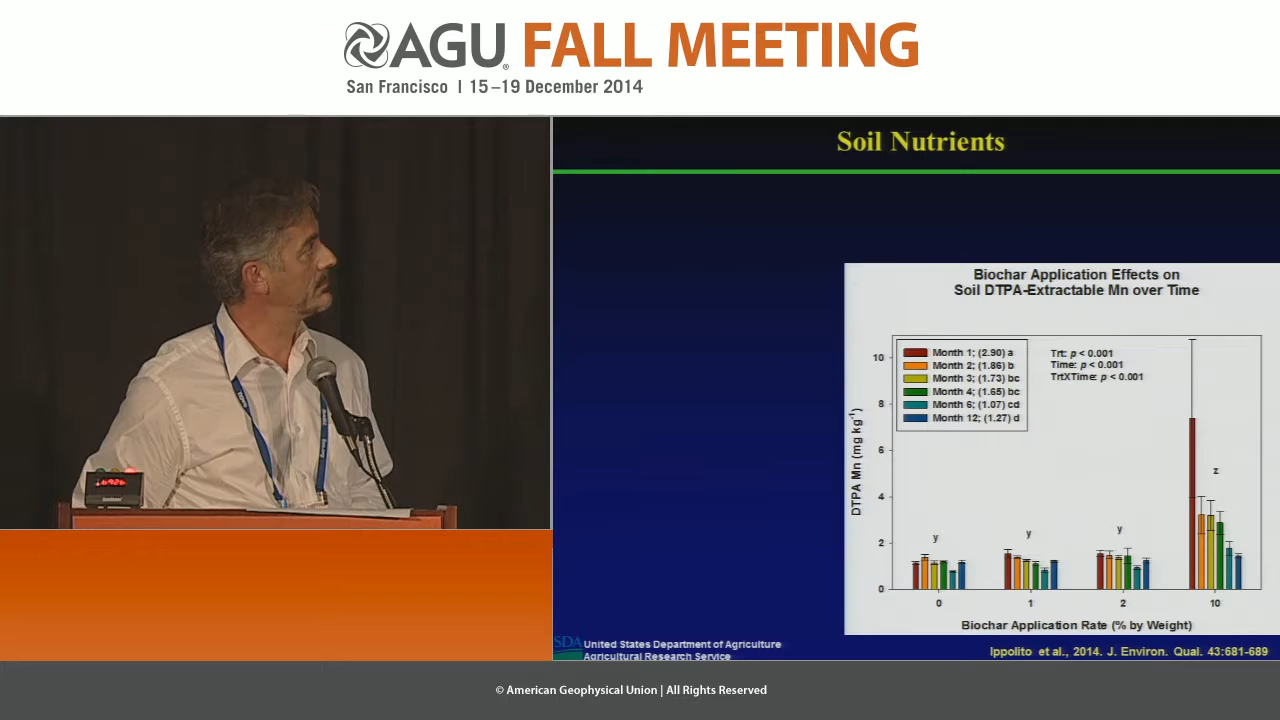 AGU® FALL MEETING
San Francisco | 15–19 December 2014
Soil Nutrients
Biochar Application Effects on
Soil DTPA-Extractable Mn over Time
Month 1; (2.90) a
Month 2; (1.86) b
Month 3; (1.73) bc
Month 4; (1.65) bc
Month 6; (1.07) cd
Month 12; (1.27) d
Trt: p < 0.001
Time: p < 0.001
TrtXTime: p < 0.001
DTPA Mn (mg kg-1)
10
8
6
4
2
0
y
y
y
z
0
1
2
10
Biochar Application Rate (% by Weight)
SDA
United States Department of Agriculture
Agricultural Research Service
Ippolito et al., 2014. J. Environ. Qual. 43:681-689
© American Geophysical Union | All Rights Reserved